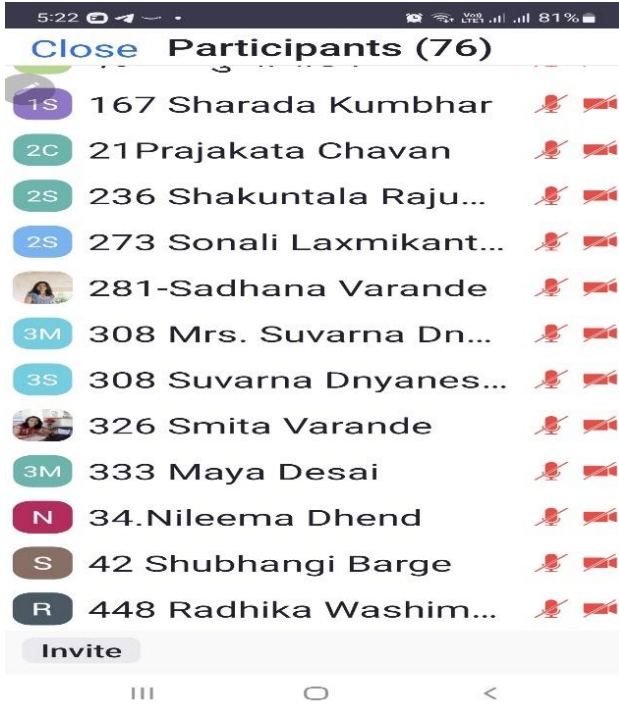 5:22 81%
Close Participants (76)
1S 167 Sharada Kumbhar
2C 21Prajakata Chavan
2S 236 Shakuntala Raju...
2S 273 Sonali Laxmikant...
281-Sadhana Varande
3M 308 Mrs. Suvarna Dn...
3S 308 Suvarna Dnyanes...
326 Smita Varande
3M 333 Maya Desai
N 34.Nileema Dhend
S 42 Shubhangi Barge
R 448 Radhika Washim...
Invite